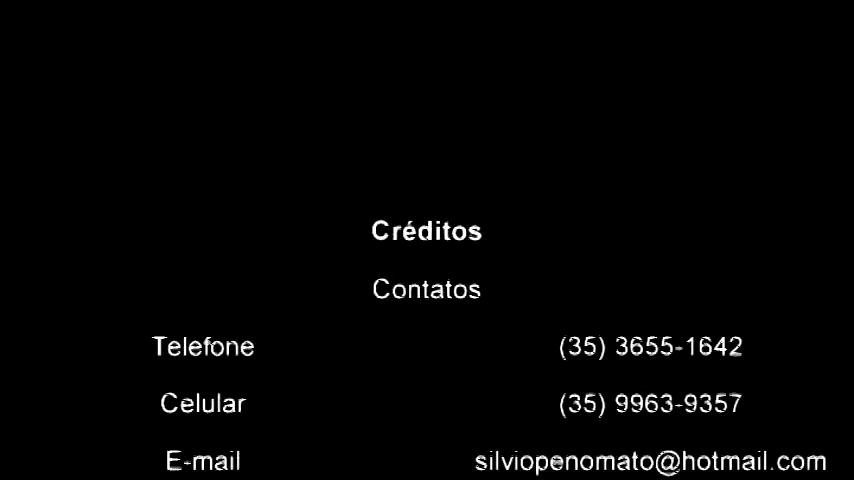 Créditos
Contatos
Telefone (35) 3655-1642
Celular (35) 9963-9357
E-mail silviopenomato@hotmail.com